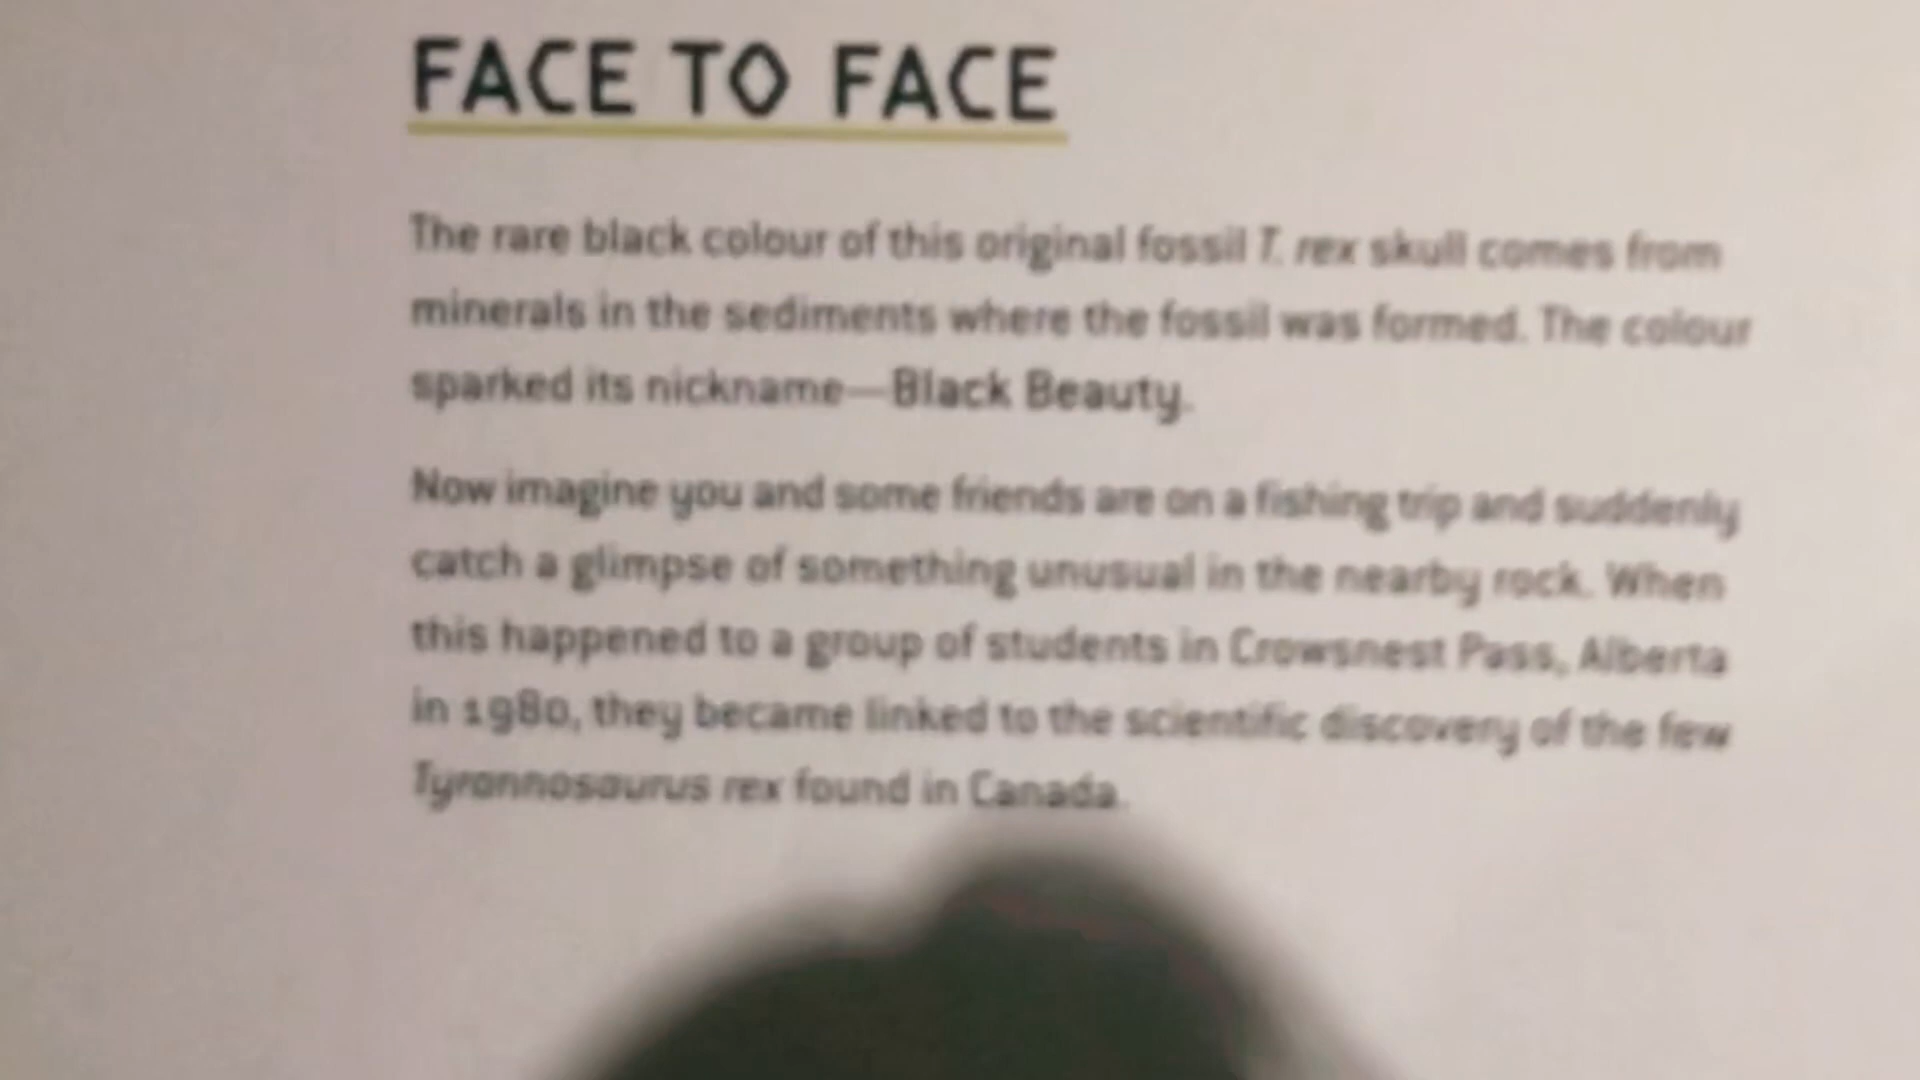 FACE TO FACE
The rare black colour of this original fossil T. rex skull comes from
minerals in the sediments where the fossil was formed. The colour
sparked its nickname—Black Beauty.
Now imagine you and some friends are on a fishing trip and suddenly
catch a glimpse of something unusual in the nearby rock. When
this happened to a group of students in Crowsnest Pass, Alberta
in 1980, they became linked to the scientific discovery of the few
Tyrannosaurus rex found in Canada.